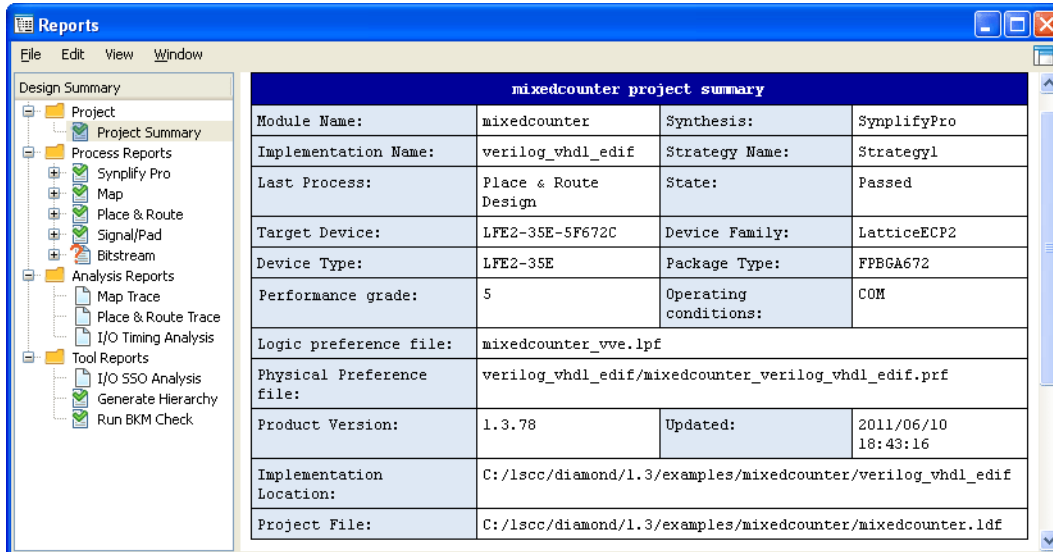 Reports
File Edit View Window
Design Summary
Project
Project Summary
Process Reports
Synplify Pro
Map
Place & Route
Signal/Pad
Bitstream
Analysis Reports
Map Trace
Place & Route Trace
I/O Timing Analysis
Tool Reports
I/O SSO Analysis
Generate Hierarchy
Run BKM Check
mixedcounter project summary
Module Name: mixedcounter Synthesis: SynplifyPro
Implementation Name: verilog_vhdl_edif Strategy Name: Strategy1
Last Process: Place & Route State: Passed
Design
Target Device: LFE2-35E-5F672C Device Family: LatticeECP2
Device Type: LFE2-35E Package Type: FPBGA672
Performance grade: 5 Operating COM
conditions:
Logic preference file: mixedcounter_vve.lpf
Physical Preference verilog_vhdl_edif/mixedcounter_verilog_vhdl_edif.prf
file:
Product Version: 1.3.78 Updated: 2011/06/10
18:43:16
Implementation C:/lscc/diamond/1.3/examples/mixedcounter/verilog_vhdl_edif
Location:
Project File: C:/lscc/diamond/1.3/examples/mixedcounter/mixedcounter.ldf